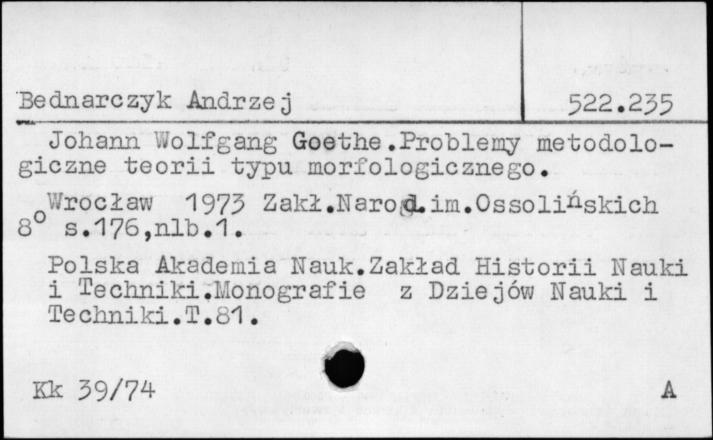 Bednarczyk Andrzej 522.235
Johann Wolfgang Goethe.Problemy metodolo-
giczne teorii typu morfologicznego.
Wrocław 1973 Zakł.Narod.im.Ossolińskich
8° s.176,nlb.1.
Polska Akademia Nauk.Zakład Historii Nauki
i Techniki.Monografie z Dziejów Nauki i
Techniki.T.81.
Kk 39/74 A